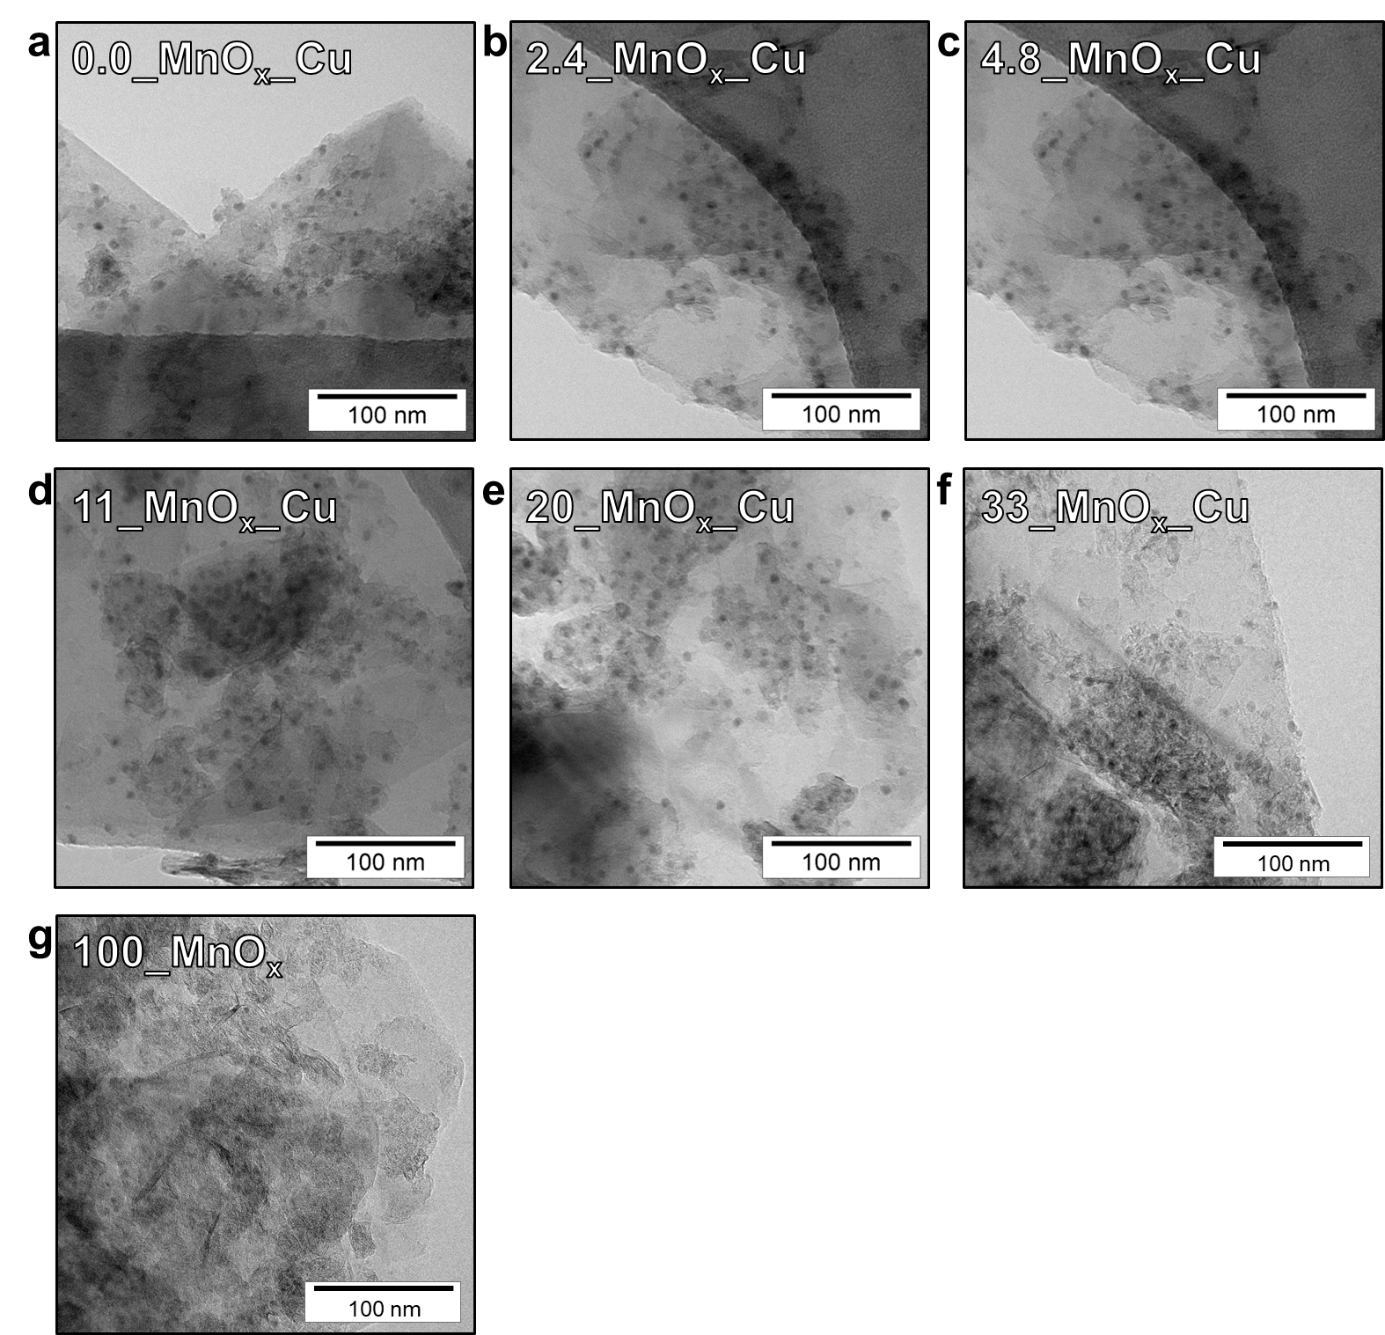 a
0.0_MnOx_Cu
100 nm
b
2.4_MnOx_Cu
100 nm
c
4.8_MnOx_Cu
100 nm
d
11_MnOx_Cu
100 nm
e
20_MnOx_Cu
100 nm
f
33_MnOx_Cu
100 nm
g
100_MnOx
100 nm